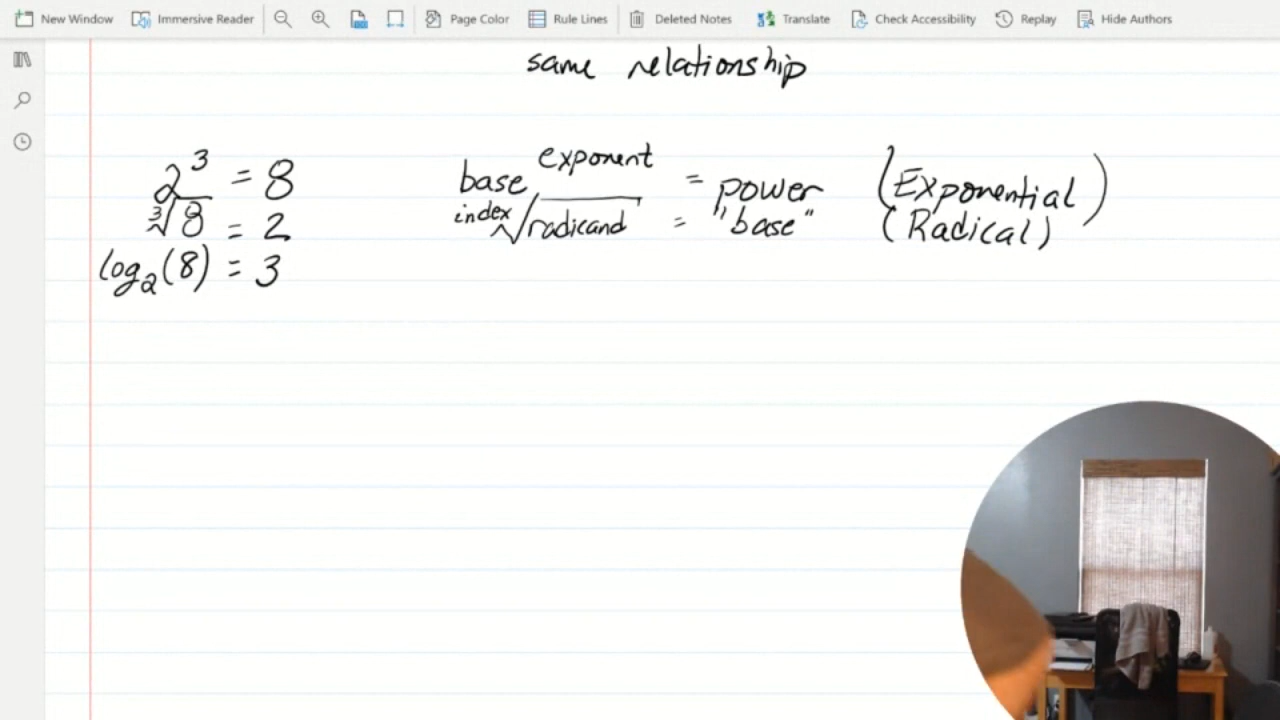 New Window Immersive Reader Page Color Rule Lines Deleted Notes Translate Check Accessibility Replay Hide Authors
same relationship
2³ = 8 base exponent = power (Exponential)
∛8 = 2 index√radicand = "base" (Radical)
log₂(8) = 3